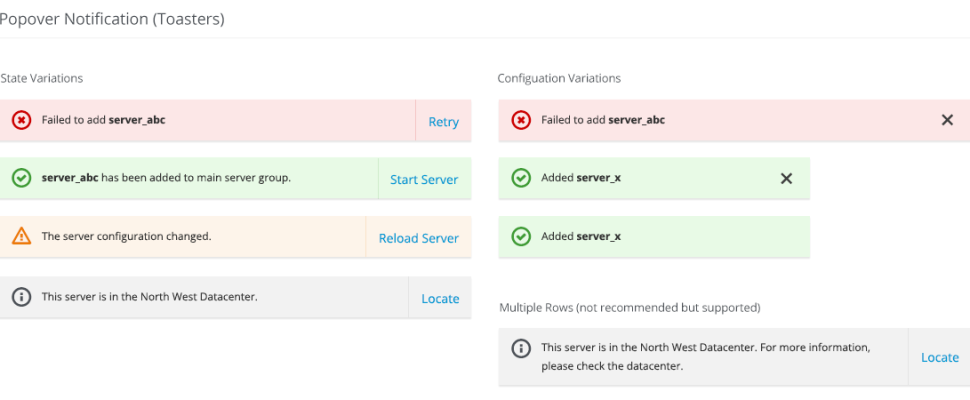 Popover Notification (Toasters)
State Variations
Failed to add server_abc
Retry
server_abc has been added to main server group.
Start Server
The server configuration changed.
Reload Server
This server is in the North West Datacenter.
Locate
Configuation Variations
Failed to add server_abc
Added server_x
Added server_x
Multiple Rows (not recommended but supported)
This server is in the North West Datacenter. For more information,
please check the datacenter.
Locate